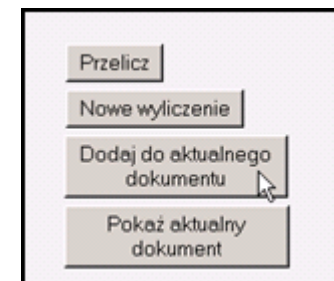 Przelicz
Nowe wyliczenie
Dodaj do aktualnego
dokumentu
Pokaż aktualny
dokument